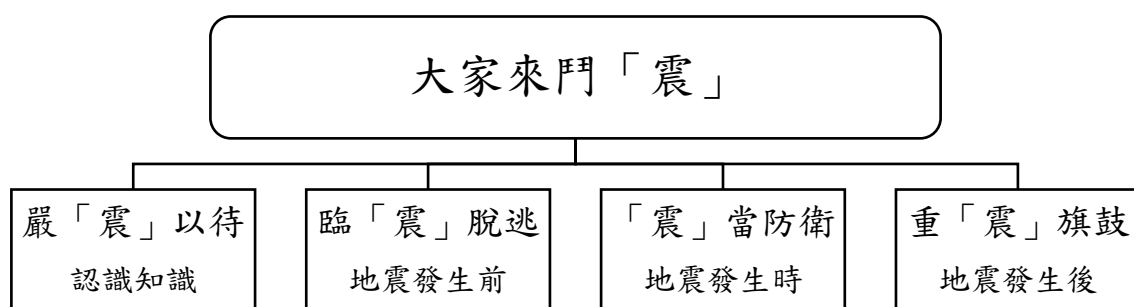 大家來鬥「震」
嚴「震」以待
認識知識
臨「震」脫逃
地震發生前
「震」當防衛
地震發生時
重「震」旗鼓
地震發生後